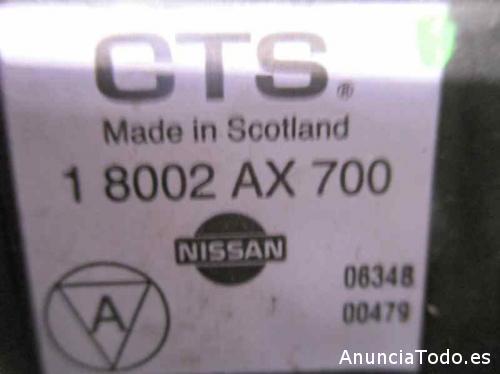 CTS®
Made in Scotland
1 8002 AX 700
NISSAN
06348
A
00479
AnunciaTodo.es